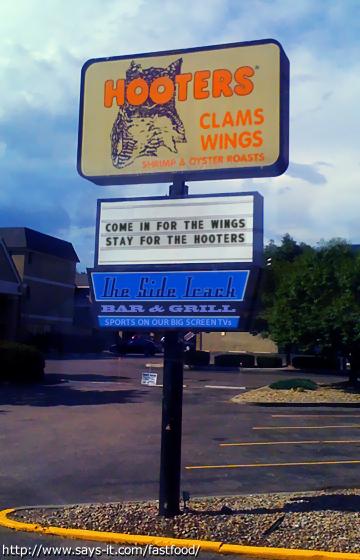 HOOTERS®
CLAMS
WINGS
SHRIMP & OYSTER ROASTS
COME IN FOR THE WINGS
STAY FOR THE HOOTERS
The Side Track
BAR & GRILL
SPORTS ON OUR BIG SCREEN TVs
http://www.says-it.com/fastfood/